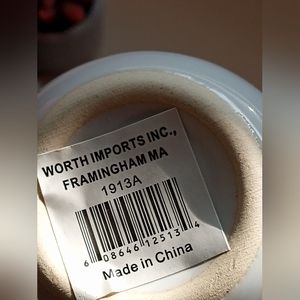 WORTH IMPORTS INC.,
FRAMINGHAM MA
1913A
6 08646 12513 4
Made in China